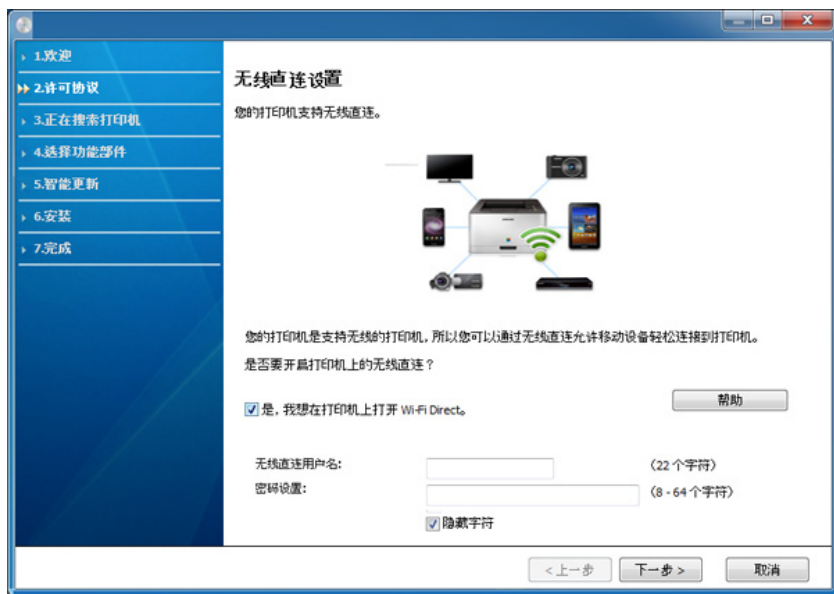 1.欢迎
2.许可协议
3.正在搜索打印机
4.选择功能部件
5.智能更新
6.安装
7.完成
无线直连设置
您的打印机支持无线直连。
您的打印机是支持无线的打印机，所以您可以通过无线直连允许移动设备轻松连接到打印机。
是否要开启打印机上的无线直连？
是，我想在打印机上打开 Wi-Fi Direct。
帮助
无线直连用户名:
（22 个字符）
密码设置:
（8 - 64 个字符）
隐藏字符
< 上一步
下一步 >
取消